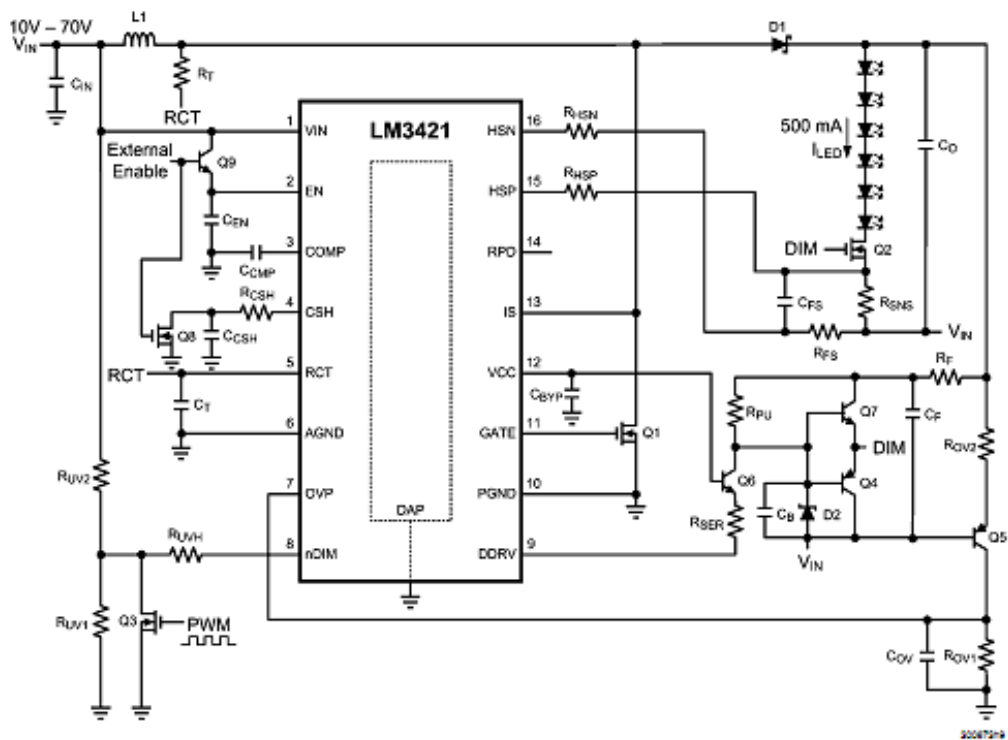 10V – 70V
VIN
L1
D1
CIN
RT
RCT
LM3421
1
VIN
16
HSN
RHSN
500 mA
ILED
CO
External
Enable
Q9
2
EN
15
HSP
RHSP
CEN
3
COMP
14
RPD
DIM
Q2
CCMP
RCSH
4
CSH
13
IS
CFS
RSNS
Q8
CCSH
RFS
VIN
RCT
5
RCT
12
VCC
RF
CBYP
RPU
Q7
CF
CT
6
AGND
11
GATE
Q1
DIM
ROV2
RUV2
7
OVP
10
PGND
Q6
Q4
CB
D2
RSER
Q5
DAP
VIN
RUVH
8
nDIM
9
DDRV
RUV1
Q3
PWM
COV
ROV1